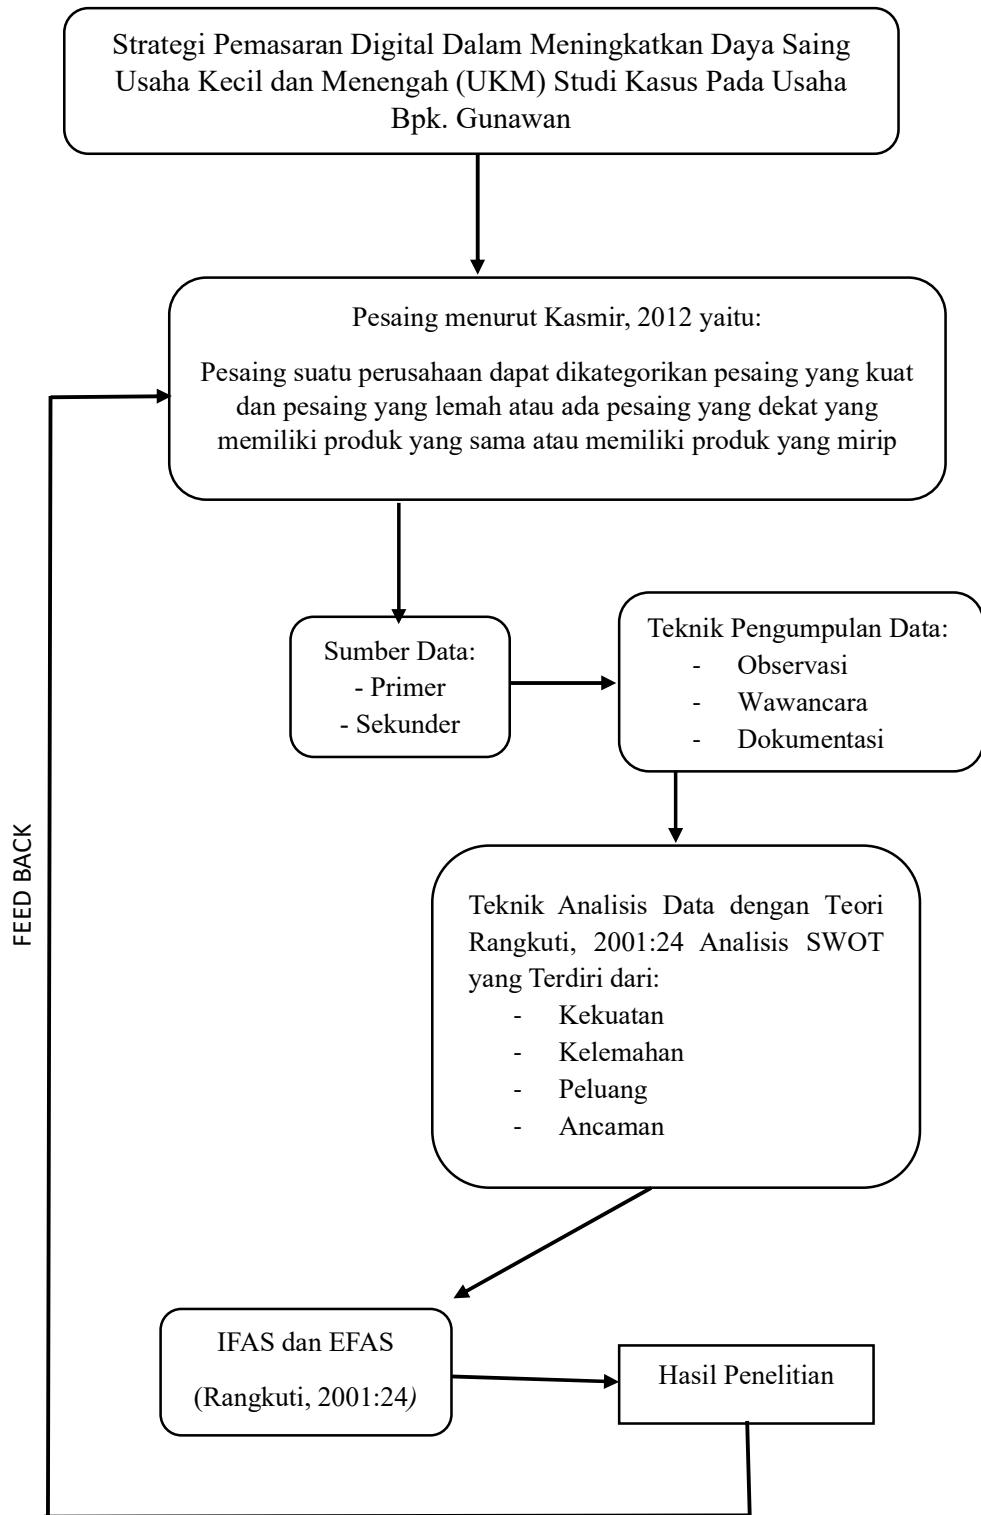 Strategi Pemasaran Digital Dalam Meningkatkan Daya Saing
Usaha Kecil dan Menengah (UKM) Studi Kasus Pada Usaha
Bpk. Gunawan
Pesaing menurut Kasmir, 2012 yaitu:
Pesaing suatu perusahaan dapat dikategorikan pesaing yang kuat
dan pesaing yang lemah atau ada pesaing yang dekat yang
memiliki produk yang sama atau memiliki produk yang mirip
Sumber Data:
- Primer
- Sekunder
Teknik Pengumpulan Data:
- Observasi
- Wawancara
- Dokumentasi
FEED BACK
Teknik Analisis Data dengan Teori
Rangkuti, 2001:24 Analisis SWOT
yang Terdiri dari:
- Kekuatan
- Kelemahan
- Peluang
- Ancaman
IFAS dan EFAS
(Rangkuti, 2001:24)
Hasil Penelitian